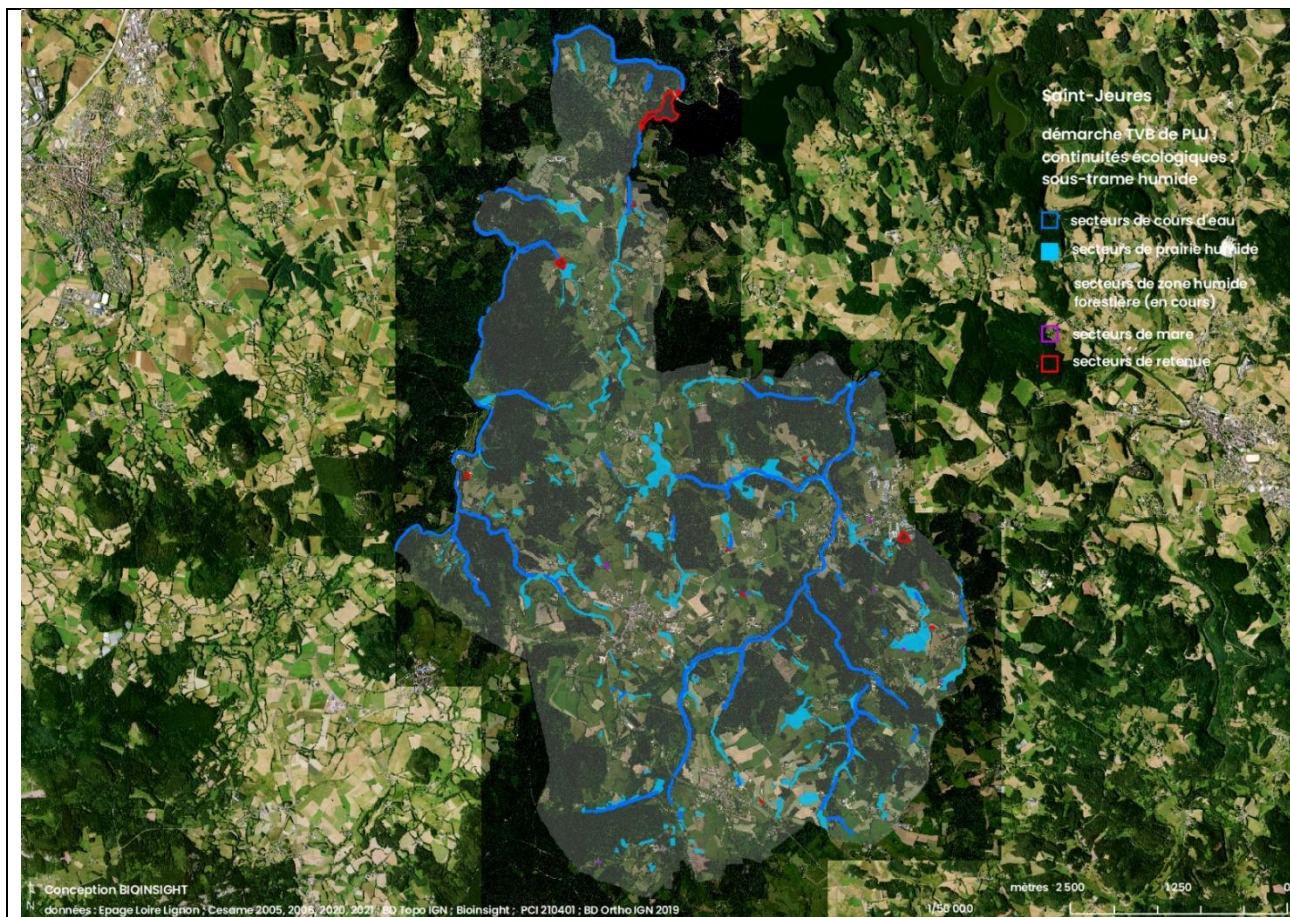 Saint-Jeures
démarche TVB de PLU :
continuités écologiques :
sous-trame humide
secteurs de cours d'eau
secteurs de prairie humide
secteurs de zone humide
forestière (en cours)
secteurs de mare
secteurs de retenue
N
Conception BIOINSIGHT
données : Epage Loire Lignon ; Cesame 2005, 2006, 2020, 2021 ; BD Topo IGN ; Bioinsight ; PCI 210401 ; BD Ortho IGN 2019
1/50 000
mètres 2 500 1 250 0